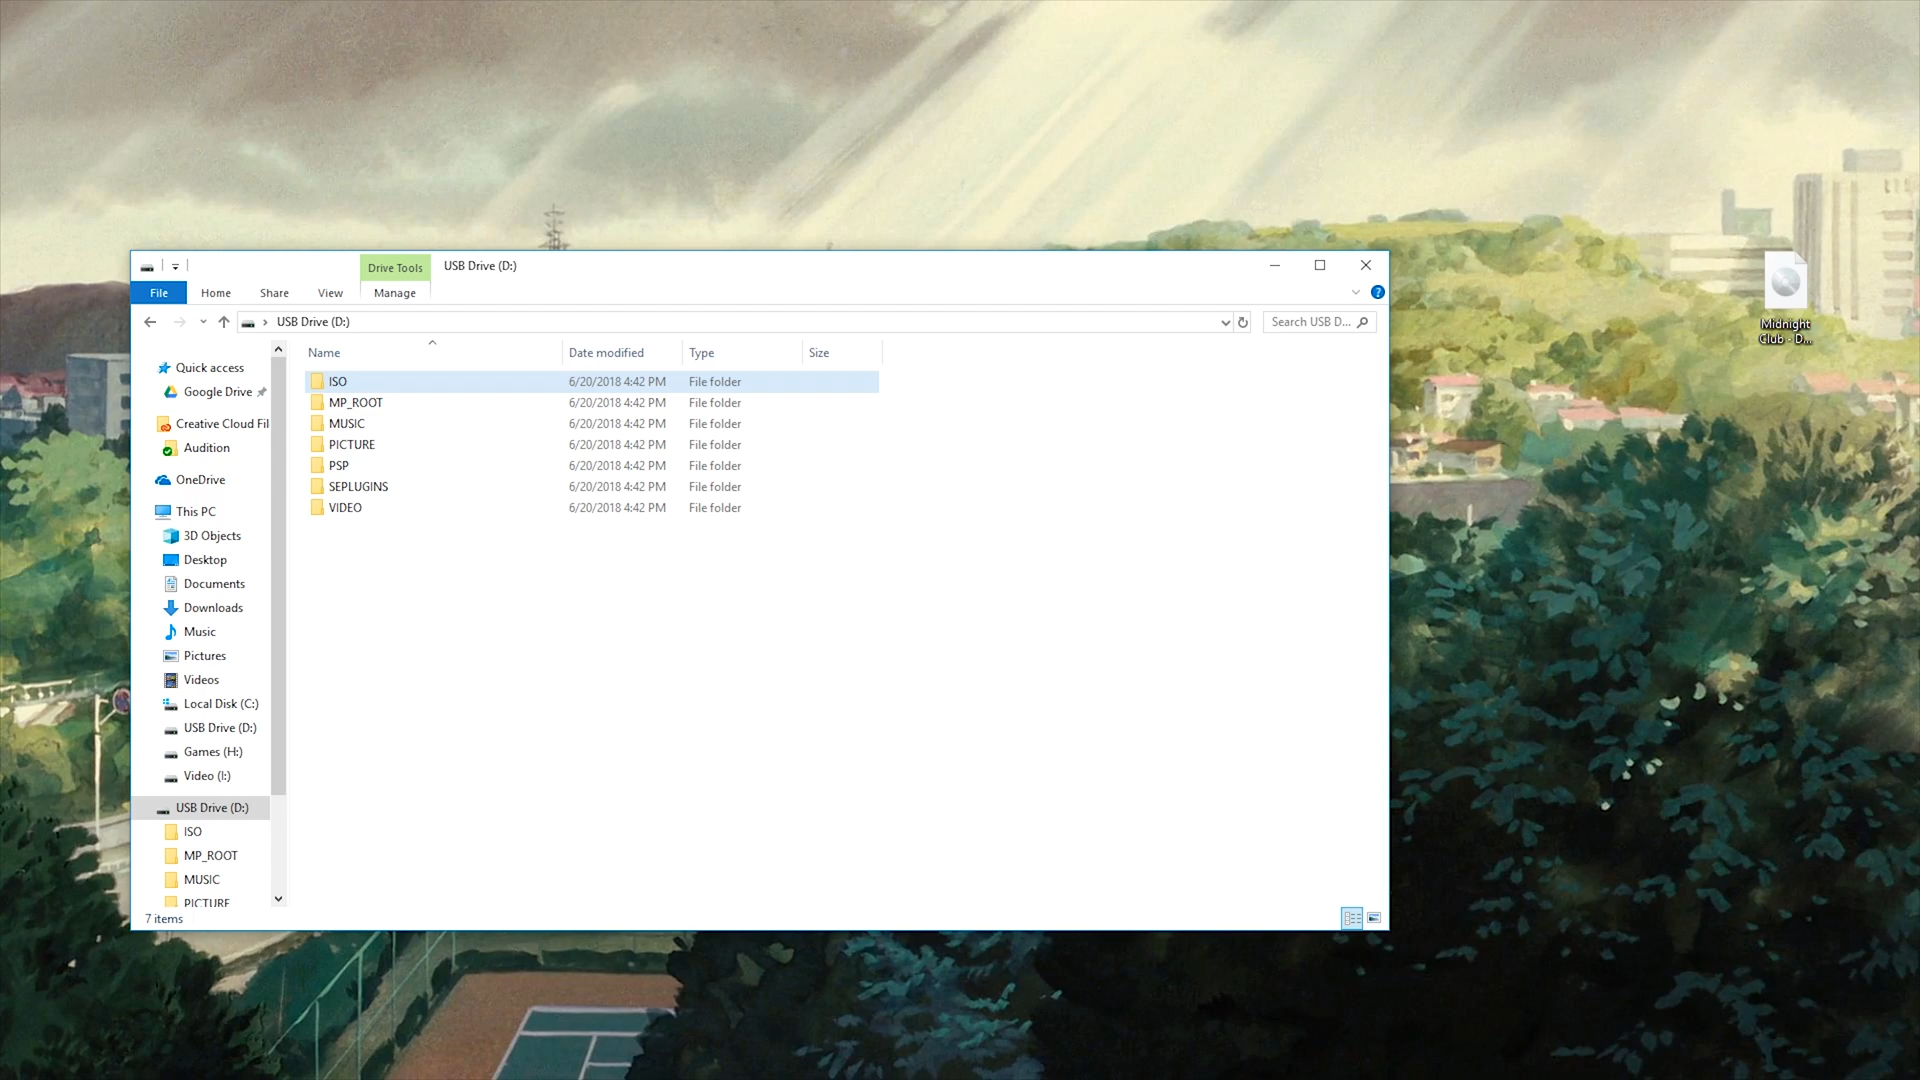 Drive Tools
USB Drive (D:)
File
Home
Share
View
Manage
USB Drive (D:)
Search USB D...
Name
Date modified
Type
Size
ISO 6/20/2018 4:42 PM File folder
MP_ROOT 6/20/2018 4:42 PM File folder
MUSIC 6/20/2018 4:42 PM File folder
PICTURE 6/20/2018 4:42 PM File folder
PSP 6/20/2018 4:42 PM File folder
SEPLUGINS 6/20/2018 4:42 PM File folder
VIDEO 6/20/2018 4:42 PM File folder
Quick access
Google Drive
Creative Cloud Fil
Audition
OneDrive
This PC
3D Objects
Desktop
Documents
Downloads
Music
Pictures
Videos
Local Disk (C:)
USB Drive (D:)
Games (H:)
Video (I:)
USB Drive (D:)
ISO
MP_ROOT
MUSIC
PICTURE
7 items
Midnight
Club - D...